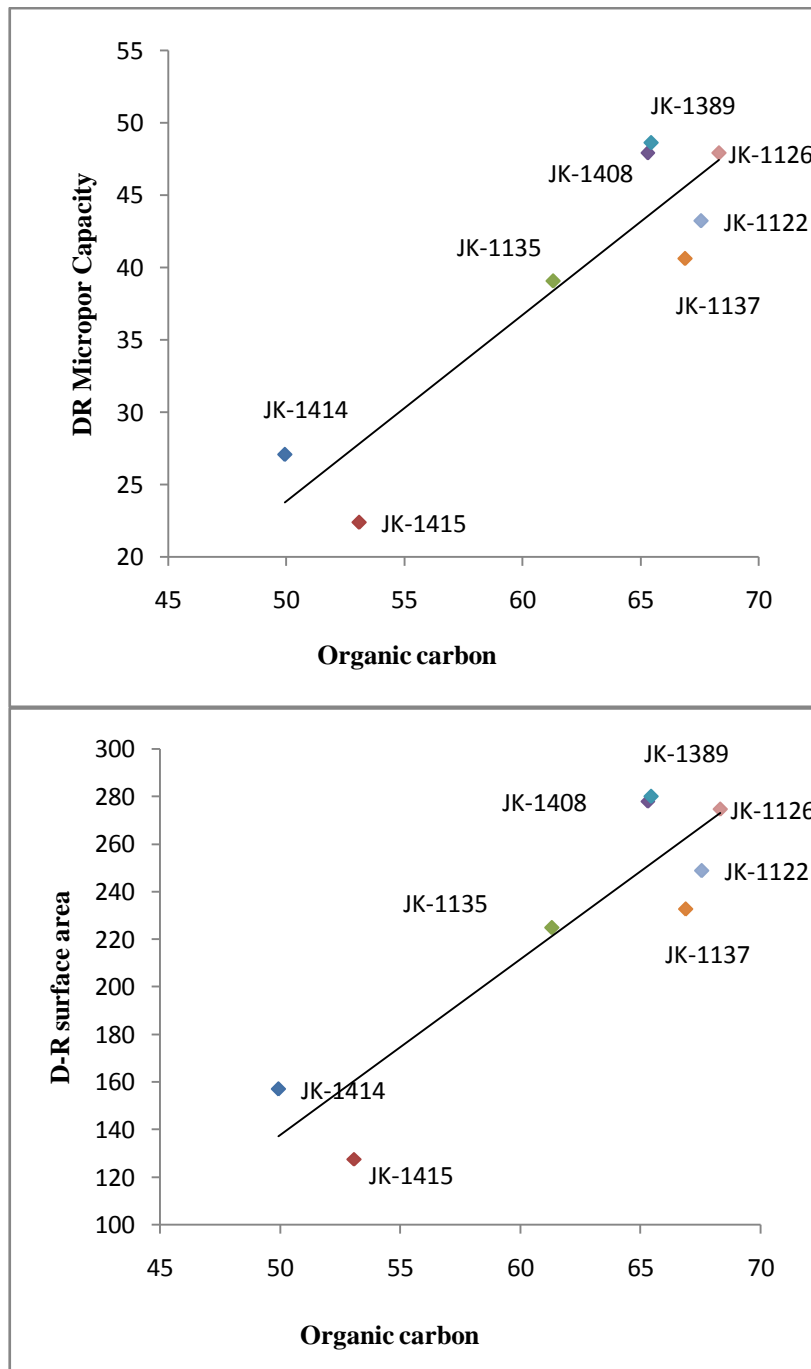 55
50
45
40
35
30
25
20
DR Micropor Capacity
JK-1389
JK-1408
JK-1126
JK-1122
JK-1135
JK-1137
JK-1414
JK-1415
45 50 55 60 65 70
Organic carbon
300
280
260
240
220
200
180
160
140
120
100
D-R surface area
JK-1389
JK-1408
JK-1126
JK-1122
JK-1135
JK-1137
JK-1414
JK-1415
45 50 55 60 65 70
Organic carbon